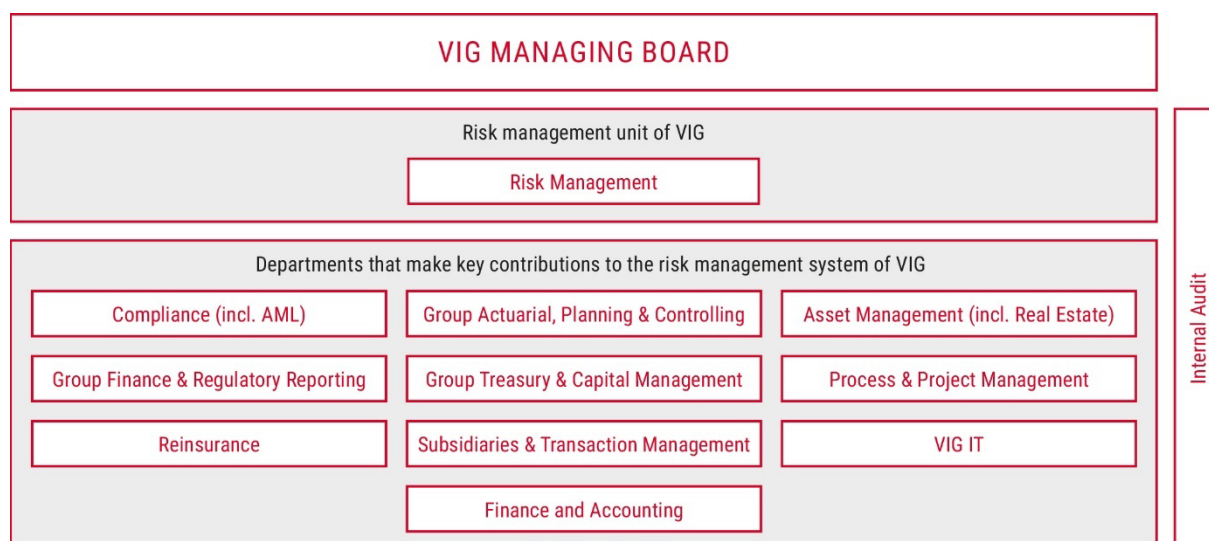 VIG MANAGING BOARD
Risk management unit of VIG
Risk Management
Departments that make key contributions to the risk management system of VIG
Compliance (incl. AML)
Group Actuarial, Planning & Controlling
Asset Management (incl. Real Estate)
Group Finance & Regulatory Reporting
Group Treasury & Capital Management
Process & Project Management
Reinsurance
Subsidiaries & Transaction Management
VIG IT
Finance and Accounting
Internal Audit